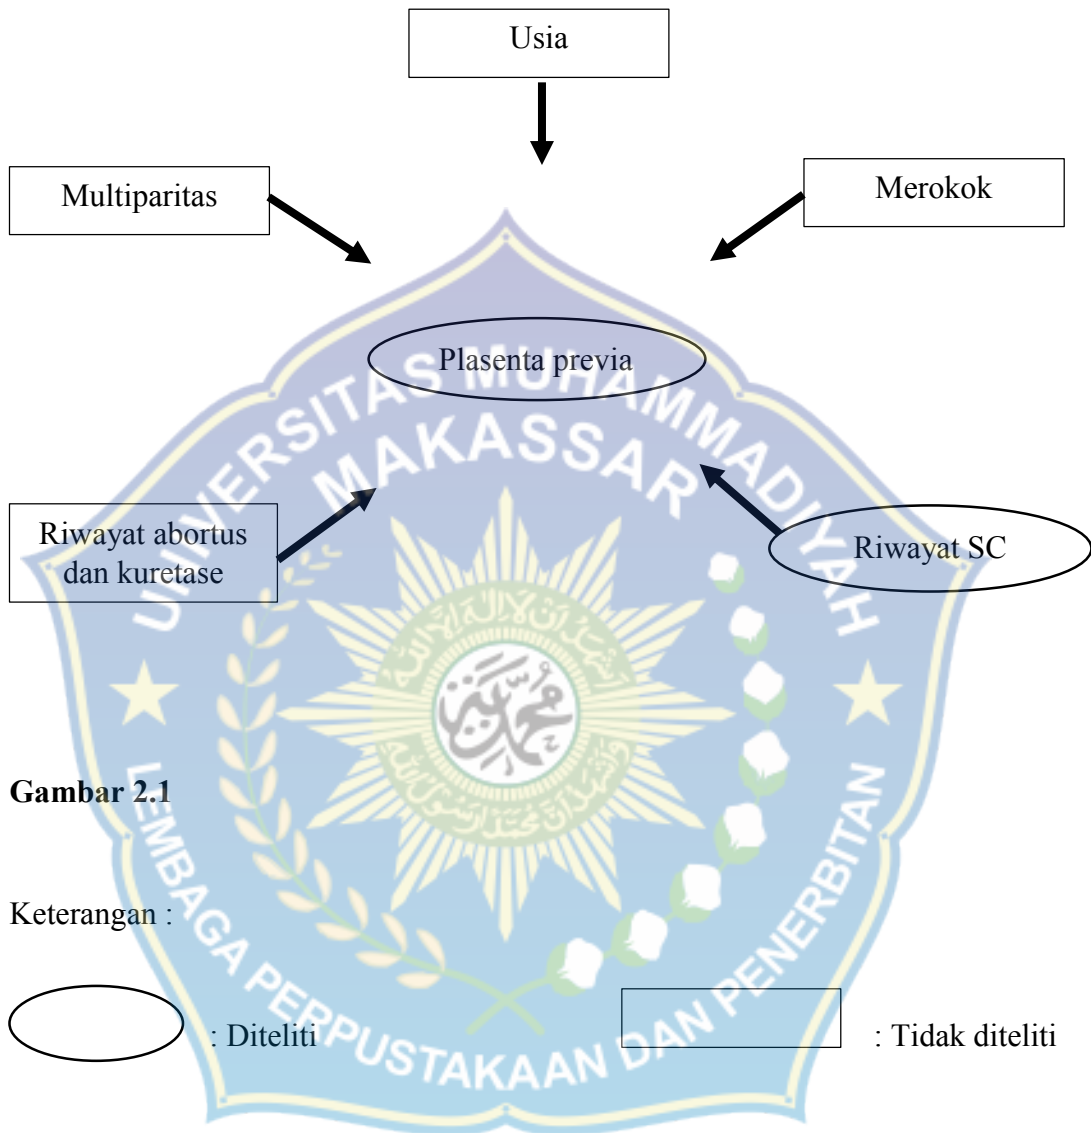 Usia
Multiparitas
Merokok
Plasenta previa
UNIVERSITAS MUHAMMADIYAH
MAKASSAR
Riwayat abortus
dan kuretase
Riwayat SC
محمدية
Gambar 2.1
Keterangan :
: Diteliti
: Tidak diteliti
LEMBAGA PERPUSTAKAAN DAN PENERBITAN